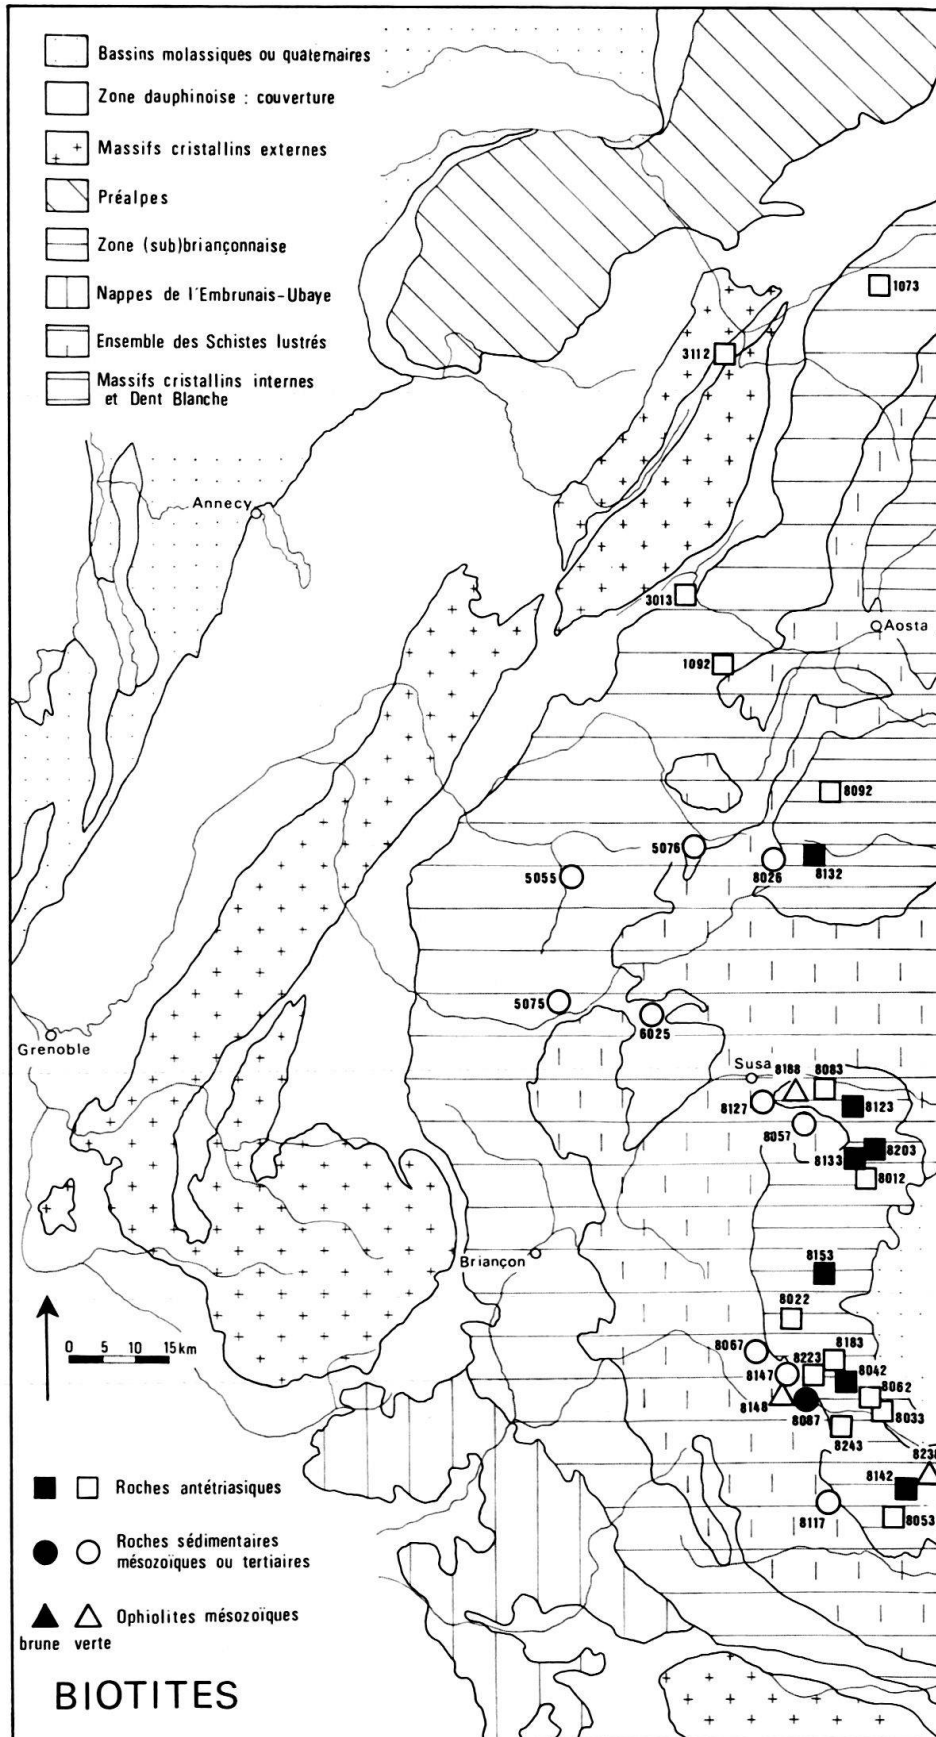 Bassins molassiques ou quaternaires
Zone dauphinoise : couverture
Massifs cristallins externes
Préalpes
Zone (sub)briançonnaise
Nappes de l'Embrunais-Ubaye
Ensemble des Schistes lustrés
Massifs cristallins internes
et Dent Blanche
1073
3112
Annecy
3013
Aosta
1092
8092
5076
5055
8026
8132
5075
6025
Grenoble
Susa
8188
8083
8127
8123
8057
8203
8133
8012
Briançon
8153
8022
0 5 10 15km
8067
8183
8223
8147
8042
8062
8148
8087
8033
8243
8238
8142
8117
8053
Roches antétriasiques
Roches sédimentaires
mésozoïques ou tertiaires
Ophiolites mésozoïques
brune verte
BIOTITES